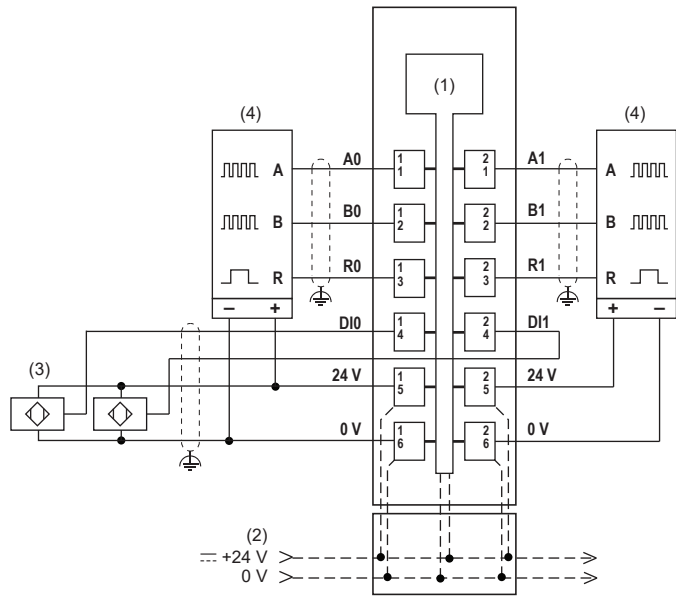 (1)
(4)
(4)
A A0 1 1 2 1 A1 A
B B0 1 2 2 2 B1 B
R R0 1 3 2 3 R1 R
− + + −
DI0 1 4 2 4 DI1
(3)
24 V 1 5 2 5 24 V
0 V 1 6 2 6 0 V
(2)
+24 V
0 V